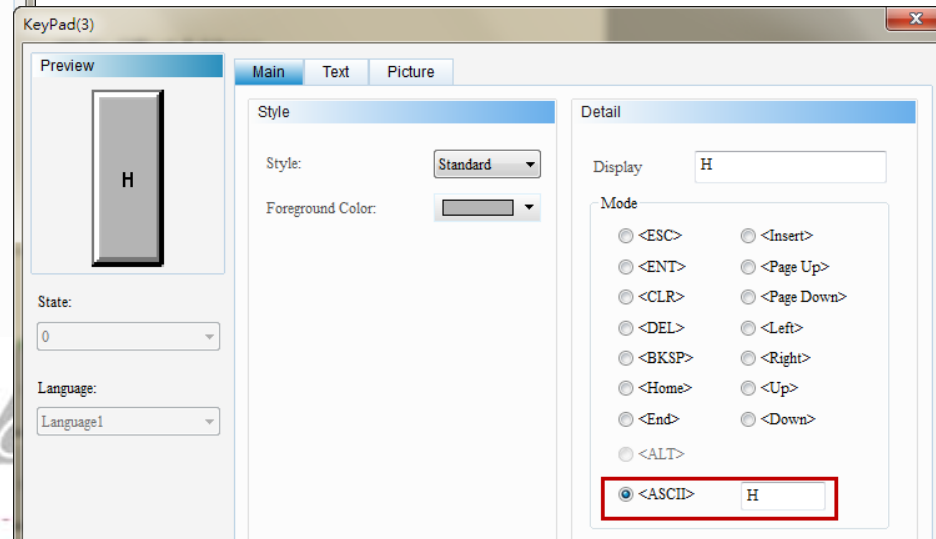 KeyPad(3)
Preview
H
State:
0
Language:
Language1
Main Text Picture
Style
Style: Standard
Foreground Color:
Detail
Display H
Mode
<ESC> <Insert>
<ENT> <Page Up>
<CLR> <Page Down>
<DEL> <Left>
<BKSP> <Right>
<Home> <Up>
<End> <Down>
<ALT>
<ASCII> H